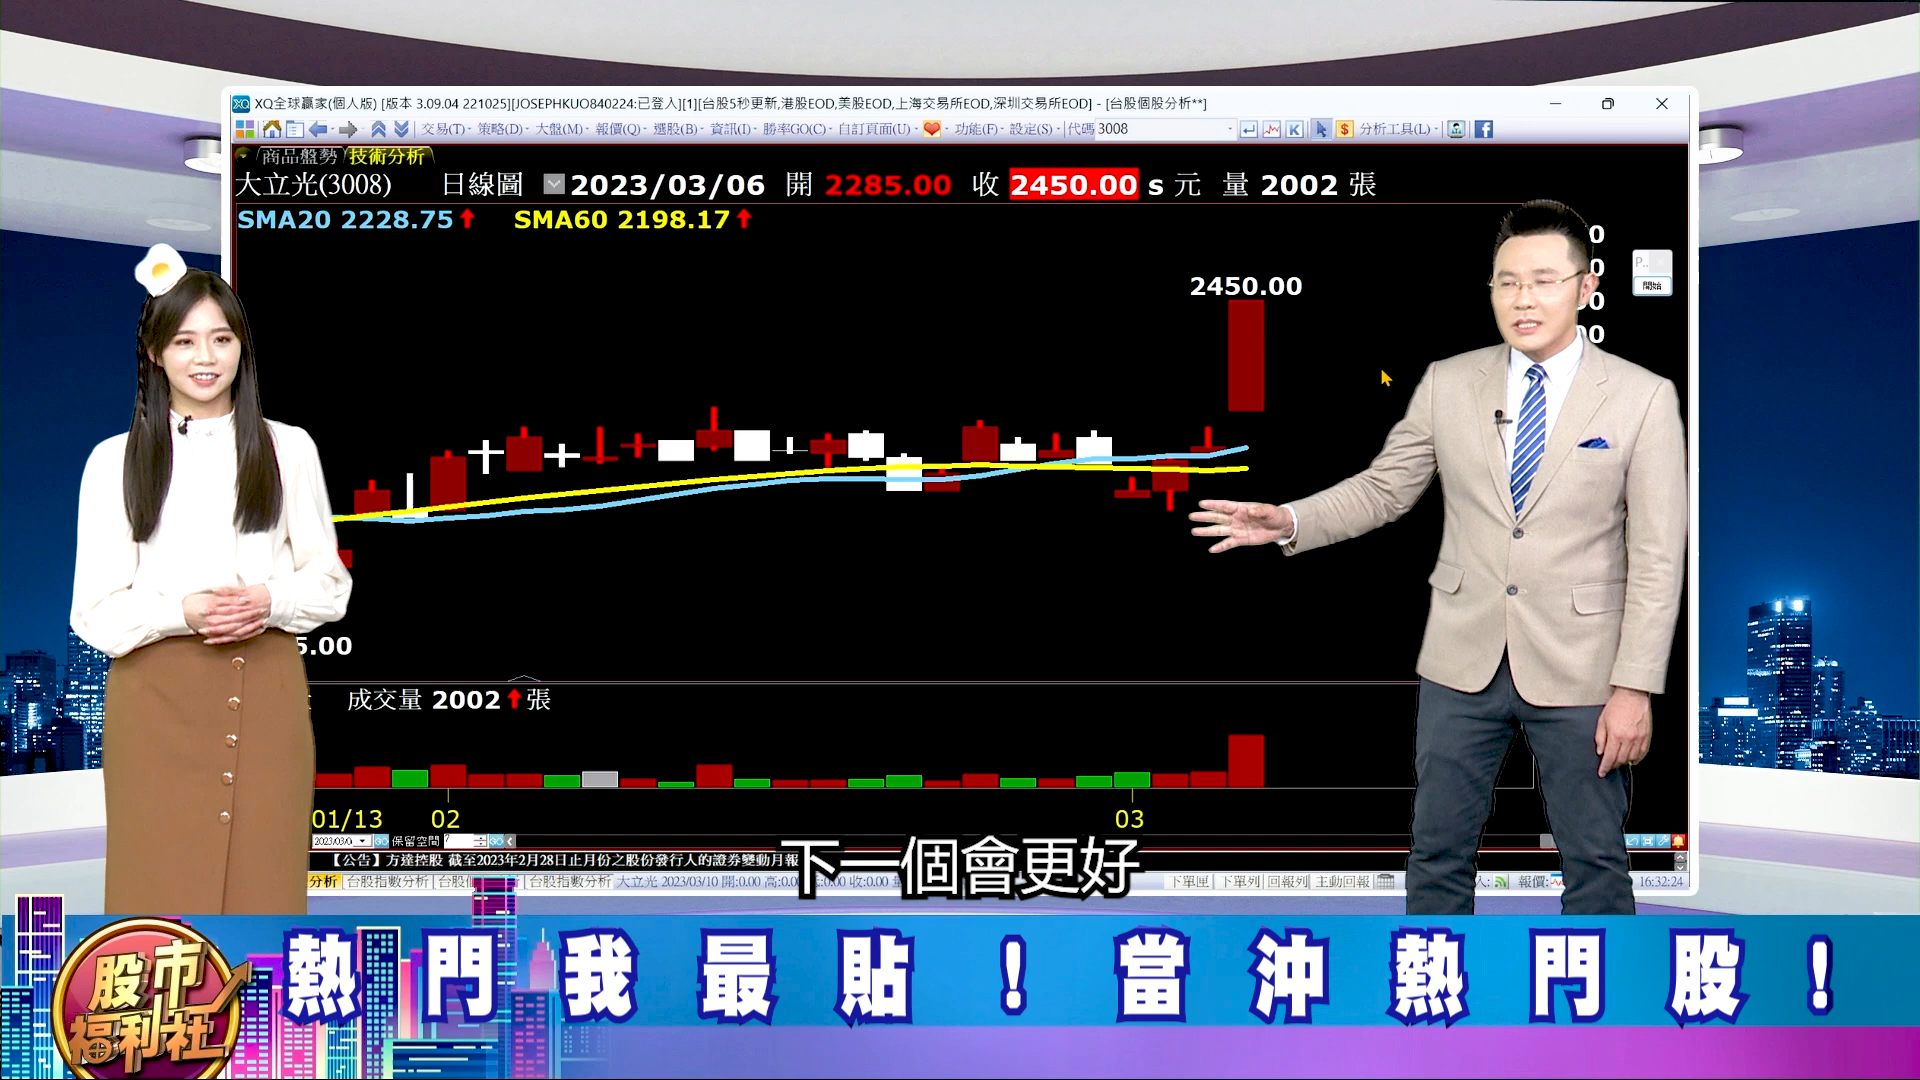 XQ全球贏家(個人版) [版本 3.09.04 221025][JOSEPHKUO840224:已登入][1][台股5秒更新,港股EOD,美股EOD,上海交易所EOD,深圳交易所EOD] - [台股個股分析**]
交易(T) 策略(D) 大盤(M) 報價(Q) 選股(B) 資訊(I) 勝率GO(C) 自訂頁面(U) 功能(F) 設定(S) 代碼 3008 K $ 分析工具(L)
商品盤勢 技術分析
大立光(3008) 日線圖 2023/03/06 開 2285.00 收 2450.00 s 元 量 2002 張
SMA20 2228.75 SMA60 2198.17
P..
開始
2450.00
5.00
成交量 2002 張
01/13 02 03
保留空間
【公告】方達控股 截至2023年2月28日止月份之股份發行人的證券變動月報
分析 台股指數分析 台股指數分析 大立光 2023/03/10 開:0.00 下單匣 下單列 回報列 主動回報 報價: 16:32:24
下一個會更好
股市福利社
熱門我最貼！當沖熱門股！